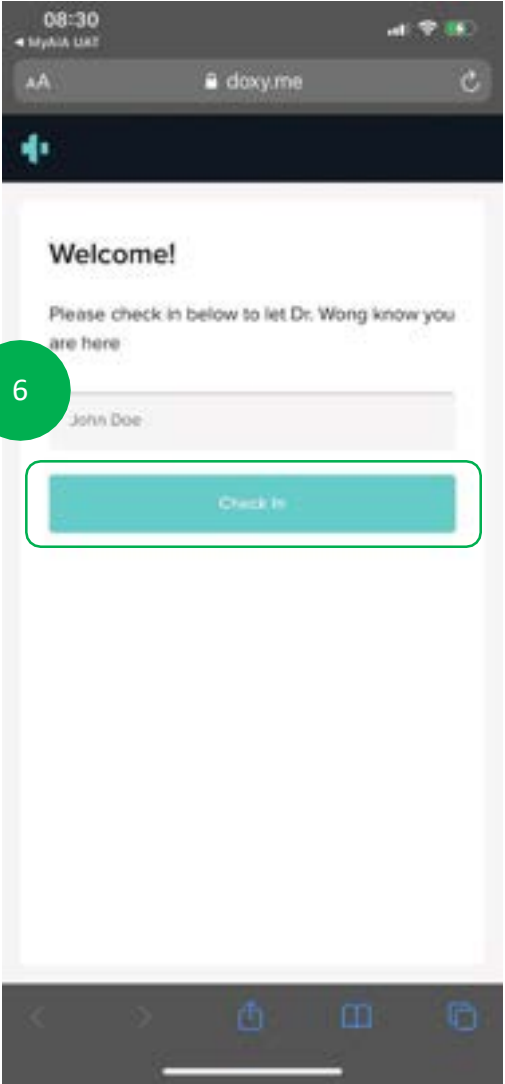 08:30
MyAIA UAT
AA
doxy.me
Welcome!
Please check in below to let Dr. Wong know you
are here
6
John Doe
Check In